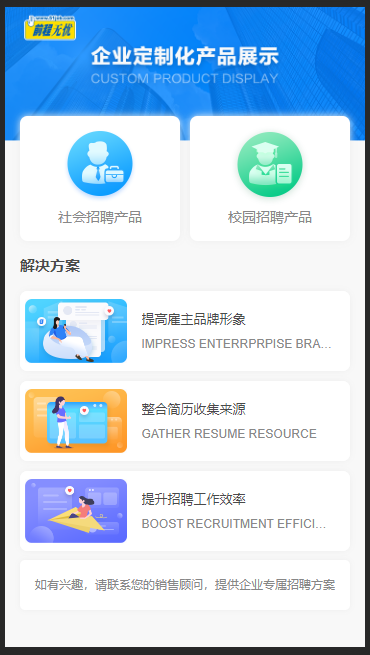 www.51job.com
前程无忧
企业定制化产品展示
CUSTOM PRODUCT DISPLAY
社会招聘产品
校园招聘产品
解决方案
提高雇主品牌形象
IMPRESS ENTERRPRPISE BRA...
整合简历收集来源
GATHER RESUME RESOURCE
提升招聘工作效率
BOOST RECRUITMENT EFFICI...
如有兴趣，请联系您的销售顾问，提供企业专属招聘方案